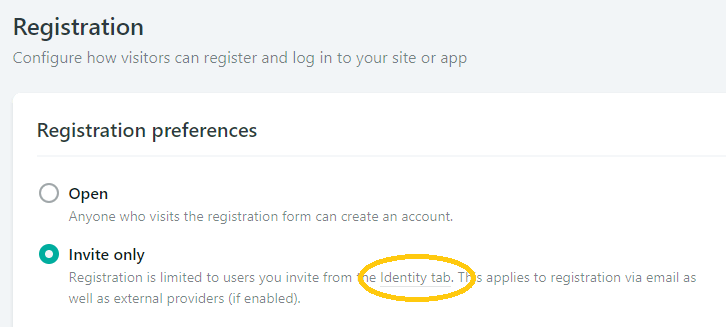 Registration
Configure how visitors can register and log in to your site or app
Registration preferences
Open
Anyone who visits the registration form can create an account.
Invite only
Registration is limited to users you invite from the Identity tab. This applies to registration via email as
well as external providers (if enabled).